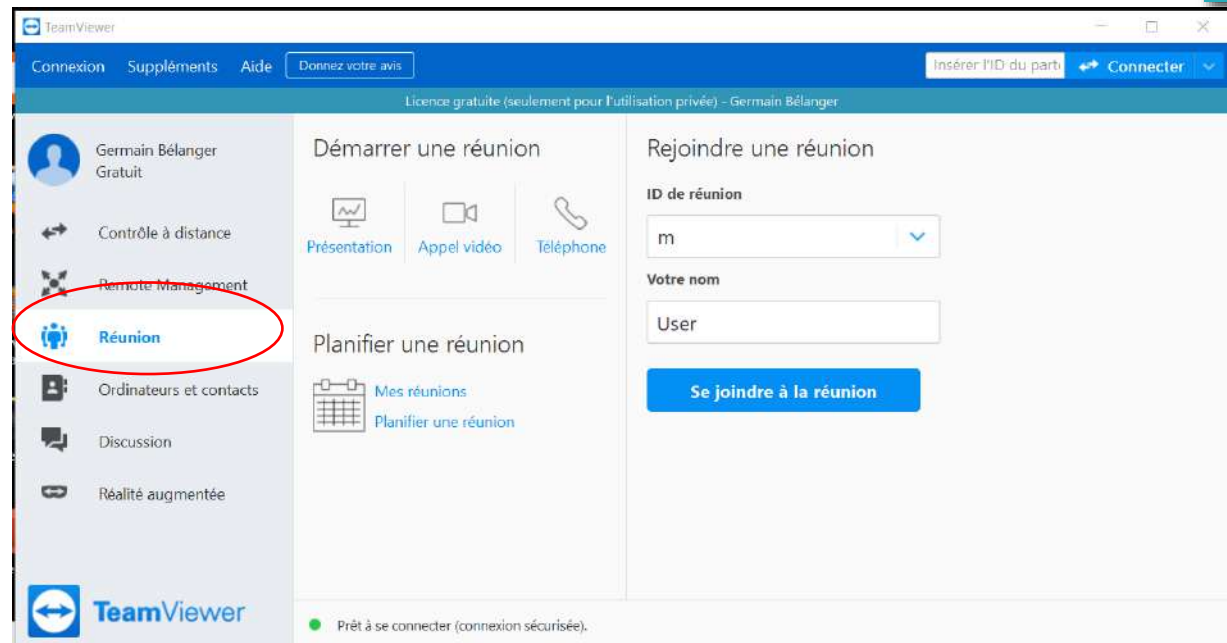 TeamViewer
Connexion Suppléments Aide Donnez votre avis
Insérer l'ID du part Connecter
Licence gratuite (seulement pour l'utilisation privée) - Germain Bélanger
Germain Bélanger
Gratuit
Contrôle à distance
Remote Management
Réunion
Ordinateurs et contacts
Discussion
Réalité augmentée
TeamViewer
Démarrer une réunion
Présentation
Appel vidéo
Téléphone
Planifier une réunion
Mes réunions
Planifier une réunion
Rejoindre une réunion
ID de réunion
m
Votre nom
User
Se joindre à la réunion
Prêt à se connecter (connexion sécurisée).